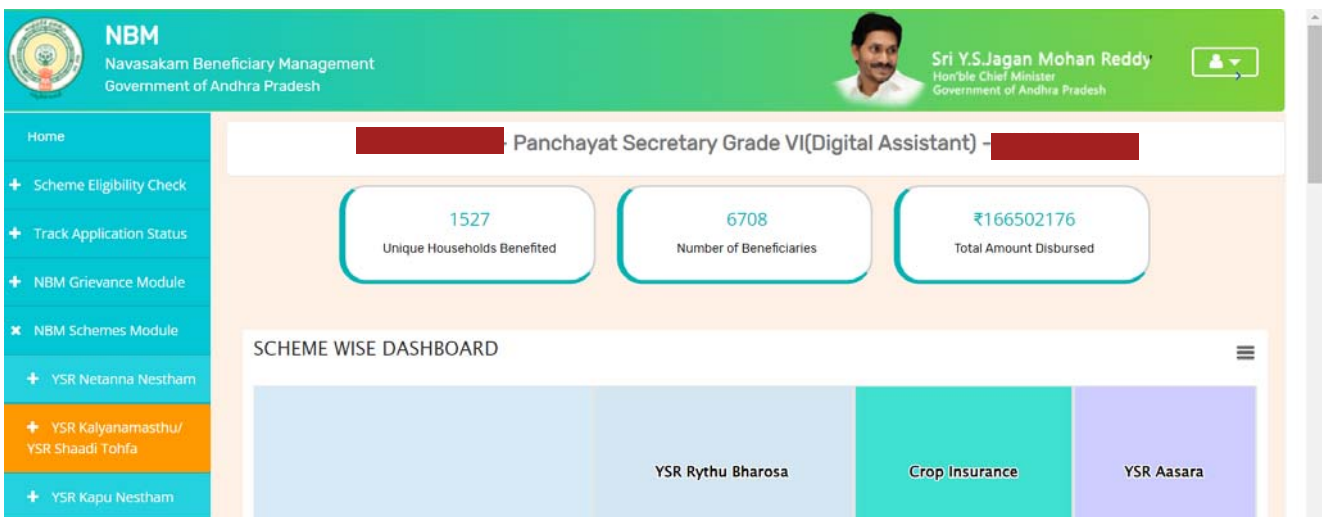 NBM
Navasakam Beneficiary Management
Government of Andhra Pradesh
Sri Y.S.Jagan Mohan Reddy
Hon'ble Chief Minister
Government of Andhra Pradesh
Home
- Panchayat Secretary Grade VI(Digital Assistant) -
Scheme Eligibility Check
Track Application Status
NBM Grievance Module
NBM Schemes Module
YSR Netanna Nestham
YSR Kalyanamasthu/
YSR Shaadi Tohfa
YSR Kapu Nestham
1527
Unique Households Benefited
6708
Number of Beneficiaries
₹166502176
Total Amount Disbursed
SCHEME WISE DASHBOARD
YSR Rythu Bharosa
Crop Insurance
YSR Aasara